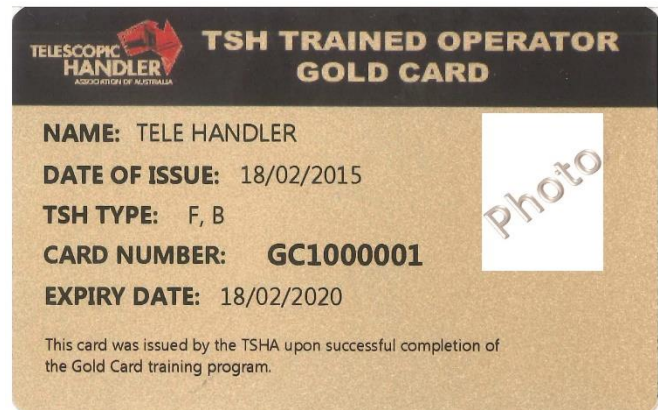 TELESCOPIC
HANDLER
ASSOCIATION OF AUSTRALIA
TSH TRAINED OPERATOR
GOLD CARD
NAME: TELE HANDLER
DATE OF ISSUE: 18/02/2015
TSH TYPE: F, B
CARD NUMBER: GC1000001
EXPIRY DATE: 18/02/2020
Photo
This card was issued by the TSHA upon successful completion of
the Gold Card training program.